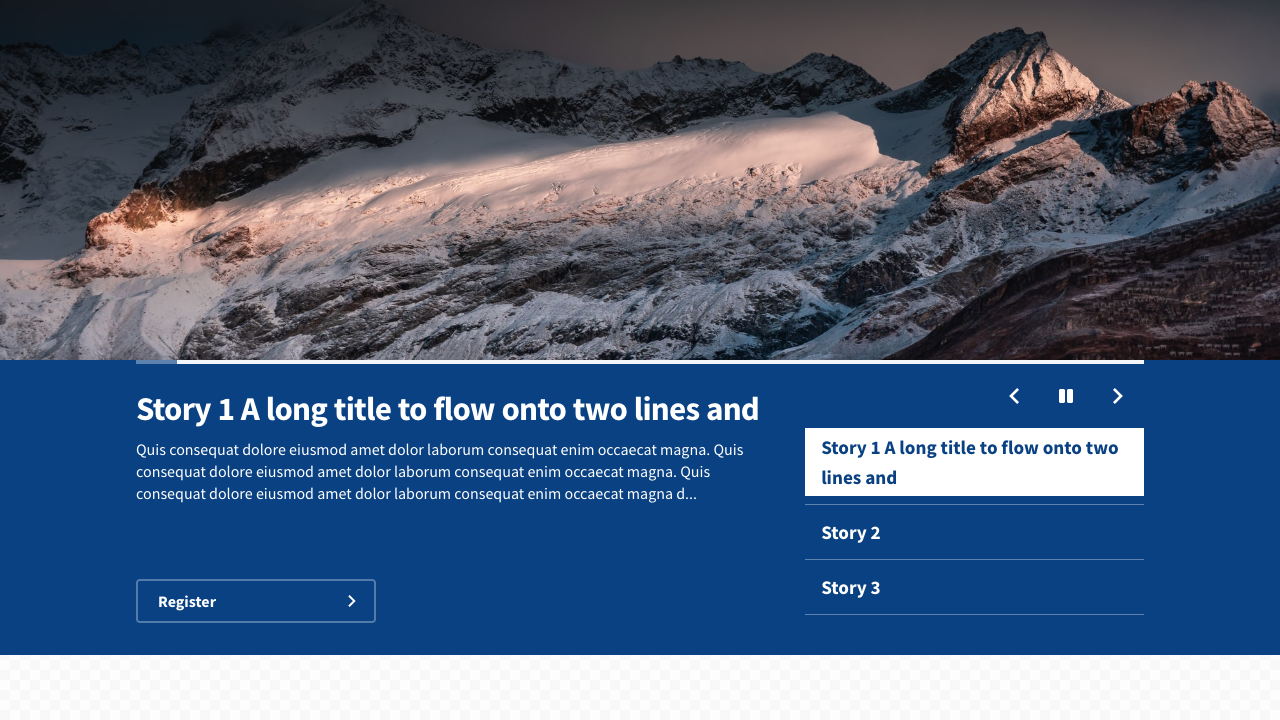 Story 1 A long title to flow onto two lines and
Quis consequat dolore eiusmod amet dolor laborum consequat enim occaecat magna. Quis
consequat dolore eiusmod amet dolor laborum consequat enim occaecat magna. Quis
consequat dolore eiusmod amet dolor laborum consequat enim occaecat magna d...
Register
Story 1 A long title to flow onto two
lines and
Story 2
Story 3